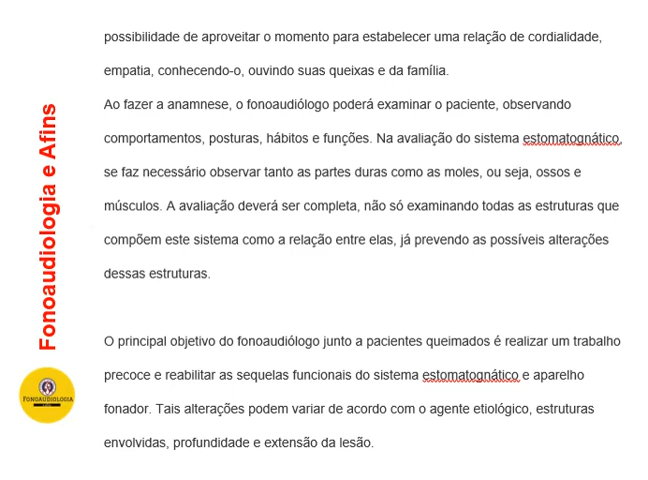 possibilidade de aproveitar o momento para estabelecer uma relação de cordialidade,
empatia, conhecendo-o, ouvindo suas queixas e da família.
Ao fazer a anamnese, o fonoaudiólogo poderá examinar o paciente, observando
comportamentos, posturas, hábitos e funções. Na avaliação do sistema estomatognático,
se faz necessário observar tanto as partes duras como as moles, ou seja, ossos e
músculos. A avaliação deverá ser completa, não só examinando todas as estruturas que
compõem este sistema como a relação entre elas, já prevendo as possíveis alterações
dessas estruturas.
O principal objetivo do fonoaudiólogo junto a pacientes queimados é realizar um trabalho
precoce e reabilitar as sequelas funcionais do sistema estomatognático e aparelho
fonador. Tais alterações podem variar de acordo com o agente etiológico, estruturas
envolvidas, profundidade e extensão da lesão.
Fonoaudiologia e Afins
FONOAUDIOLOGIA